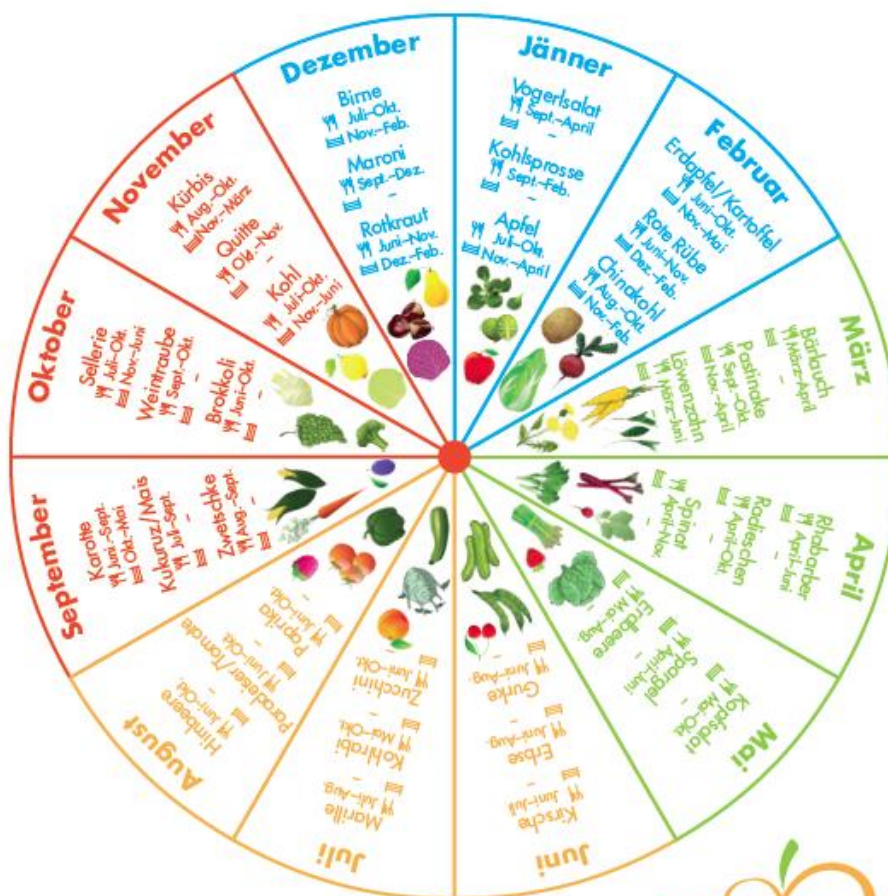 Jänner
Vogerlsalat
Sept.–April
–
Kohlsprosse
Sept.–Feb.
–
Apfel
Juli–Okt.
Nov.–April
Februar
Erdäpfel/Kartoffel
Juni–Okt.
Nov.–Mai
Rote Rübe
Juni–Nov.
Dez.–Feb.
Chinakohl
Aug.–Okt.
Nov.–Feb.
März
Bärlauch
März–April
–
Pastinake
Sept.–Okt.
Nov.–April
Löwenzahn
März–Juni
–
April
Rhabarber
April–Juni
–
Radieschen
April–Okt.
–
Spinat
April–Nov.
–
Mai
Kopfsalat
Mai–Okt.
–
Spargel
April–Juni
–
Erdbeere
Mai–Aug.
–
Juni
Kirsche
Juni–Juli
–
Erbse
Juni–Aug.
–
Gurke
Juni–Aug.
–
Juli
Marille
Juli–Aug.
–
Kohlrabi
Mai–Okt.
–
Zucchini
Juni–Okt.
–
August
Himbeere
Juni–Okt.
–
Paradeiser/Tomate
Juni–Okt.
–
Paprika
Juni–Okt.
–
September
Karotte
Juni–Sept.
Okt.–Mai
Kukuruz/Mais
Juli–Sept.
–
Zwetschke
Aug.–Sept.
–
Oktober
Sellerie
Juli–Okt.
Nov.–Juni
Weintraube
Sept.–Okt.
–
Brokkoli
Juni–Okt.
–
November
Kürbis
Aug.–Okt.
Nov.–März
Quitte
Okt.–Nov.
–
Kohl
Juli–Okt.
Nov.–Juni
Dezember
Birne
Juli–Okt.
Nov.–Feb.
Maroni
Sept.–Dez.
–
Rotkraut
Juni–Nov.
Dez.–Feb.